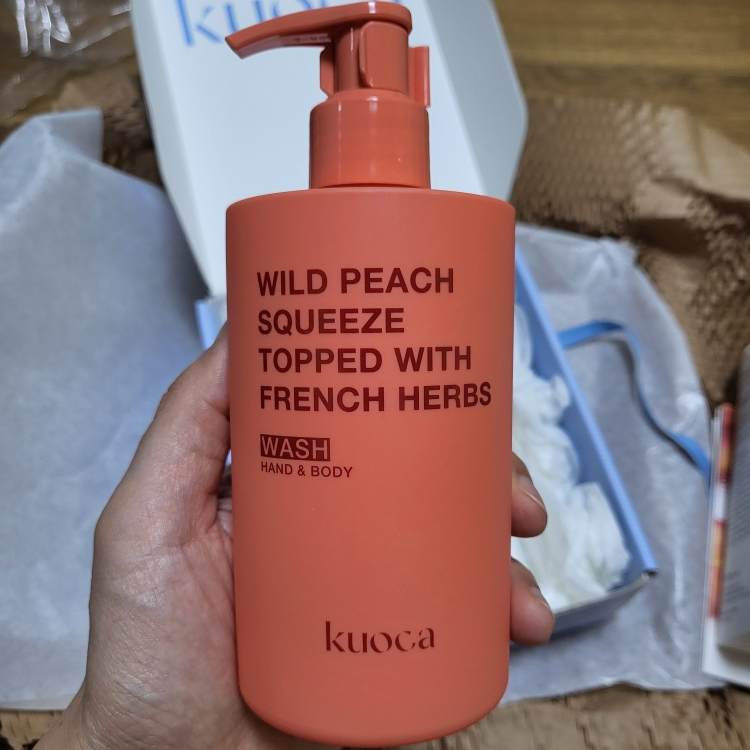 WILD PEACH
SQUEEZE
TOPPED WITH
FRENCH HERBS
WASH
HAND & BODY
kuoca